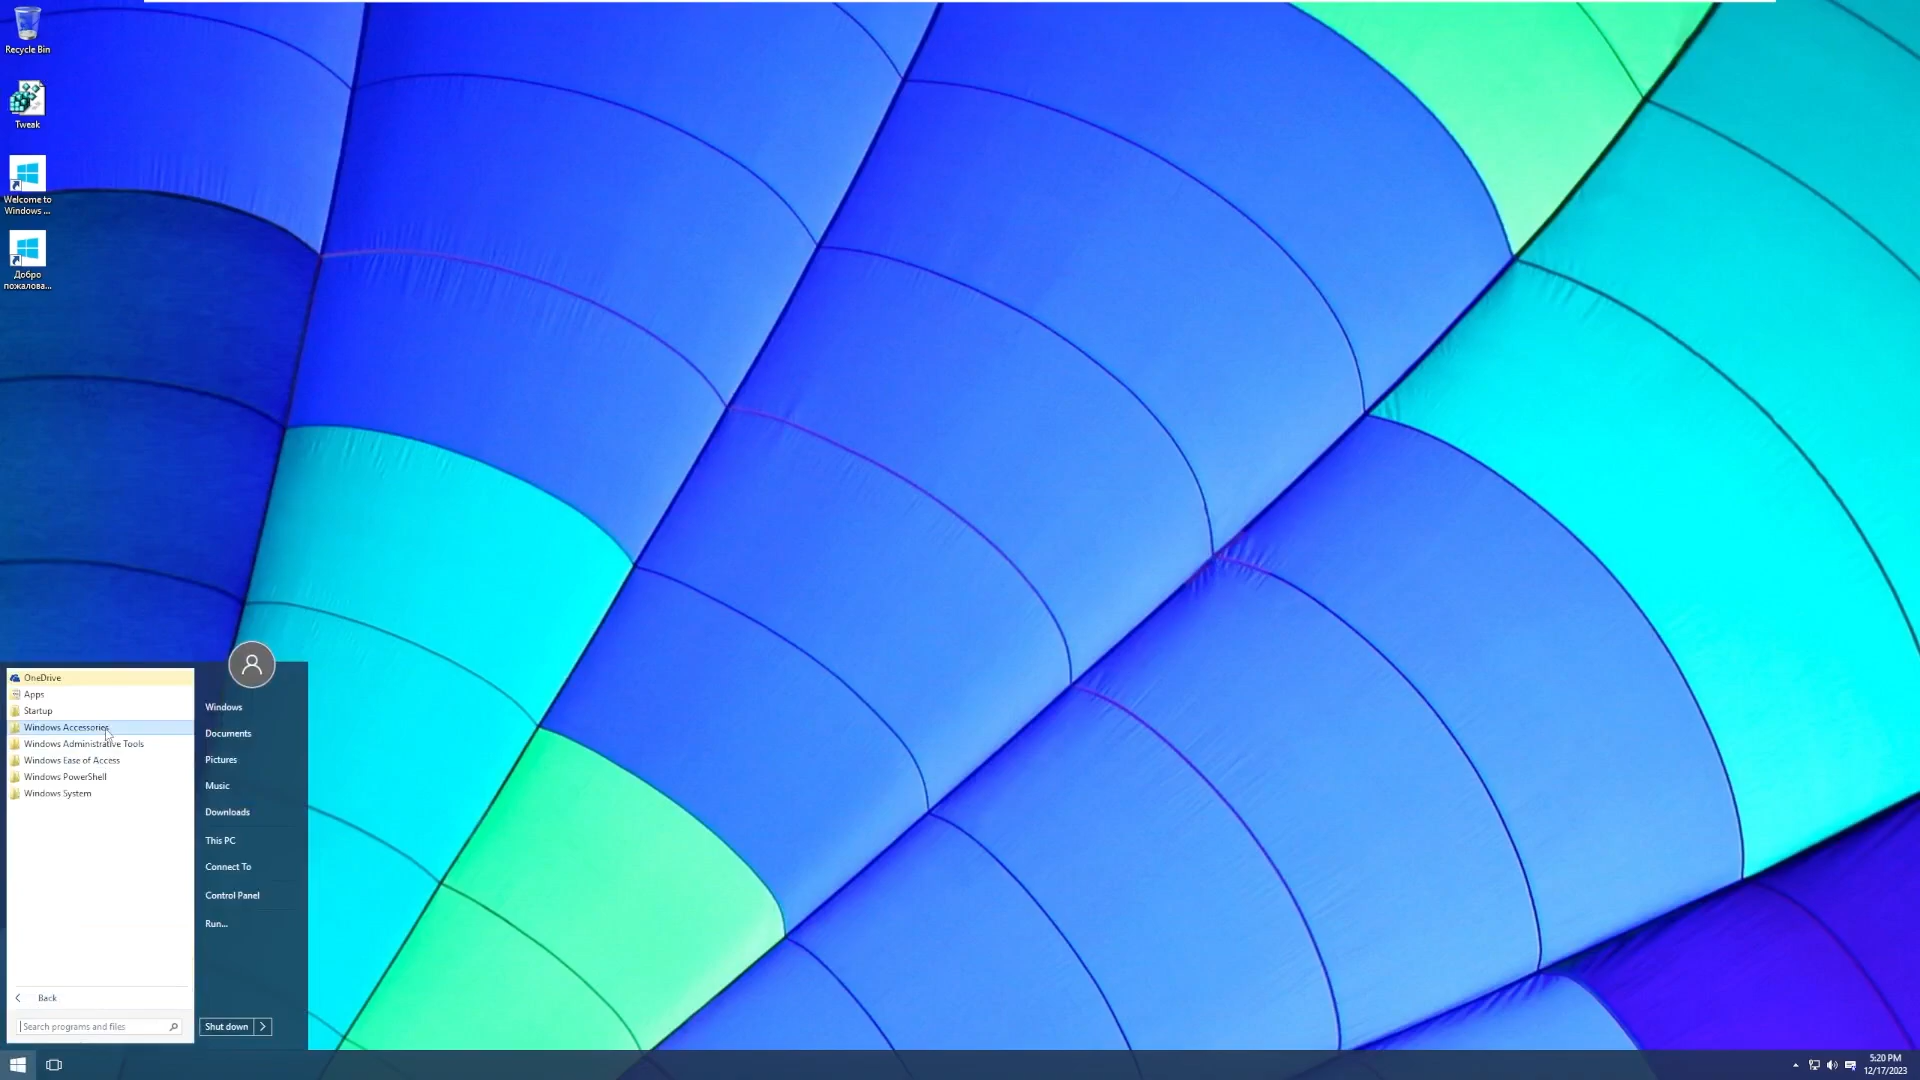 Recycle Bin
Tweak
Welcome to
Windows ...
Добро
пожалова...
OneDrive
Apps
Startup
Windows Accessories
Windows Administrative Tools
Windows Ease of Access
Windows PowerShell
Windows System
Back
Search programs and files
Windows
Documents
Pictures
Music
Downloads
This PC
Connect To
Control Panel
Run...
Shut down
5:20 PM
12/17/2023